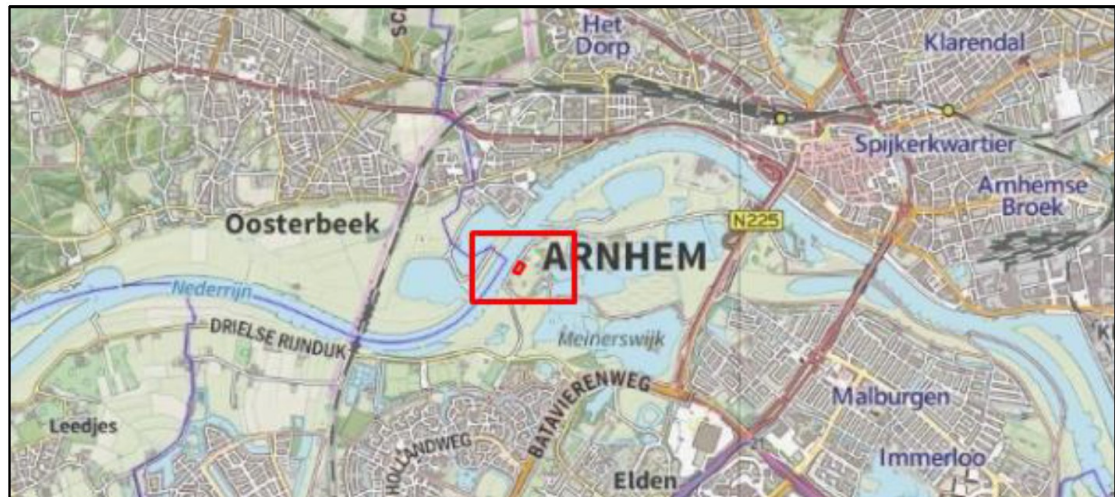 Het
Dorp
Klarendal
Spijkerkwartier
Arnhemse
Broek
Oosterbeek
N225
ARNHEM
Nederrijn
DRIELSE RIJNDIJK
Meinerswijk
BATAVIERENWEG
Malburgen
Leedjes
HOLLANDWEG
Immerloo
Elden